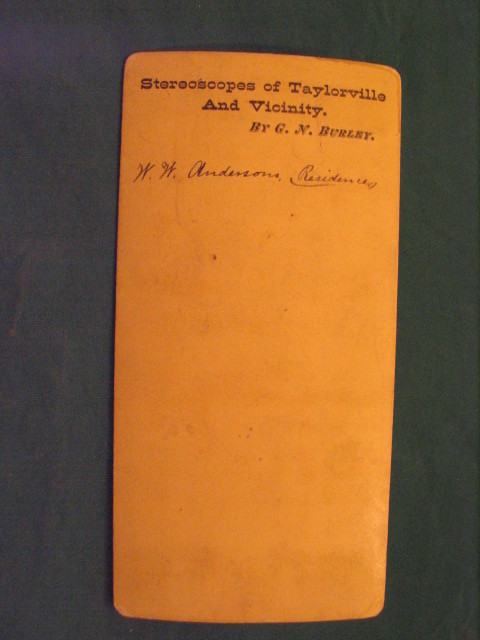 Stereoscopes of Taylorville
And Vicinity.
By G. N. Burley.
W. W. Andersons, Residence,